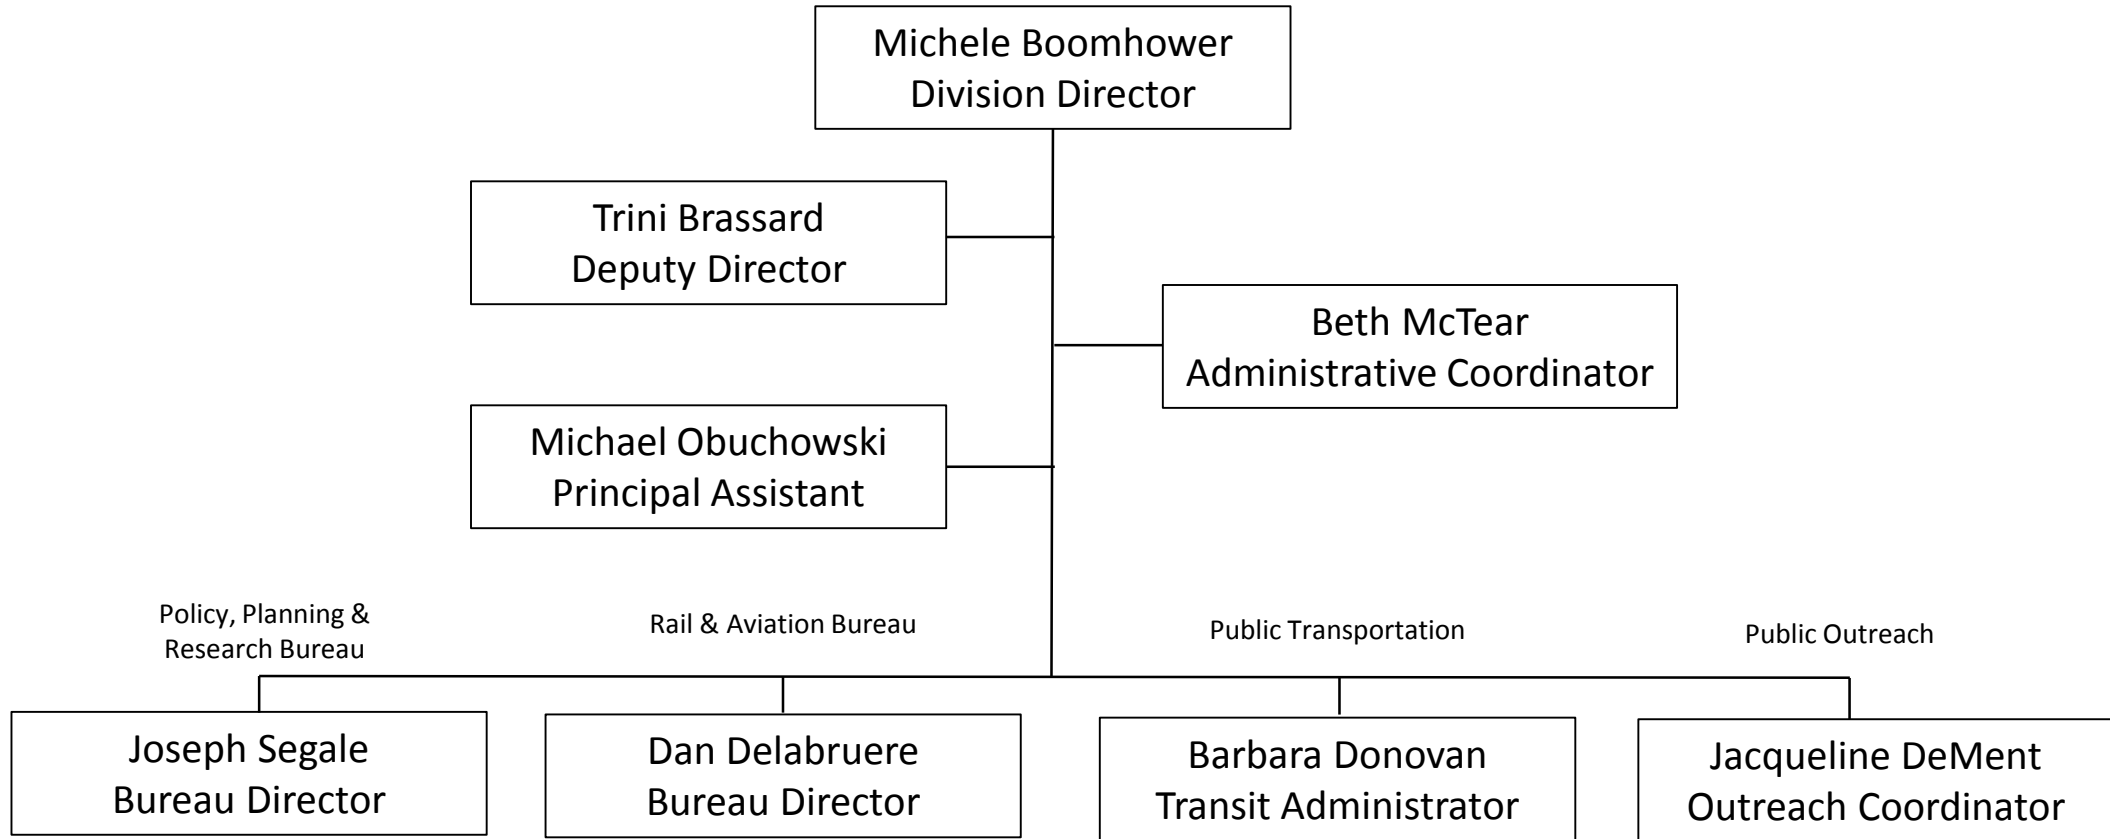 Michele Boomhower
Division Director
Trini Brassard
Deputy Director
Beth McTear
Administrative Coordinator
Michael Obuchowski
Principal Assistant
Policy, Planning &
Research Bureau
Rail & Aviation Bureau
Public Transportation
Public Outreach
Joseph Segale
Bureau Director
Dan Delabruere
Bureau Director
Barbara Donovan
Transit Administrator
Jacqueline DeMent
Outreach Coordinator